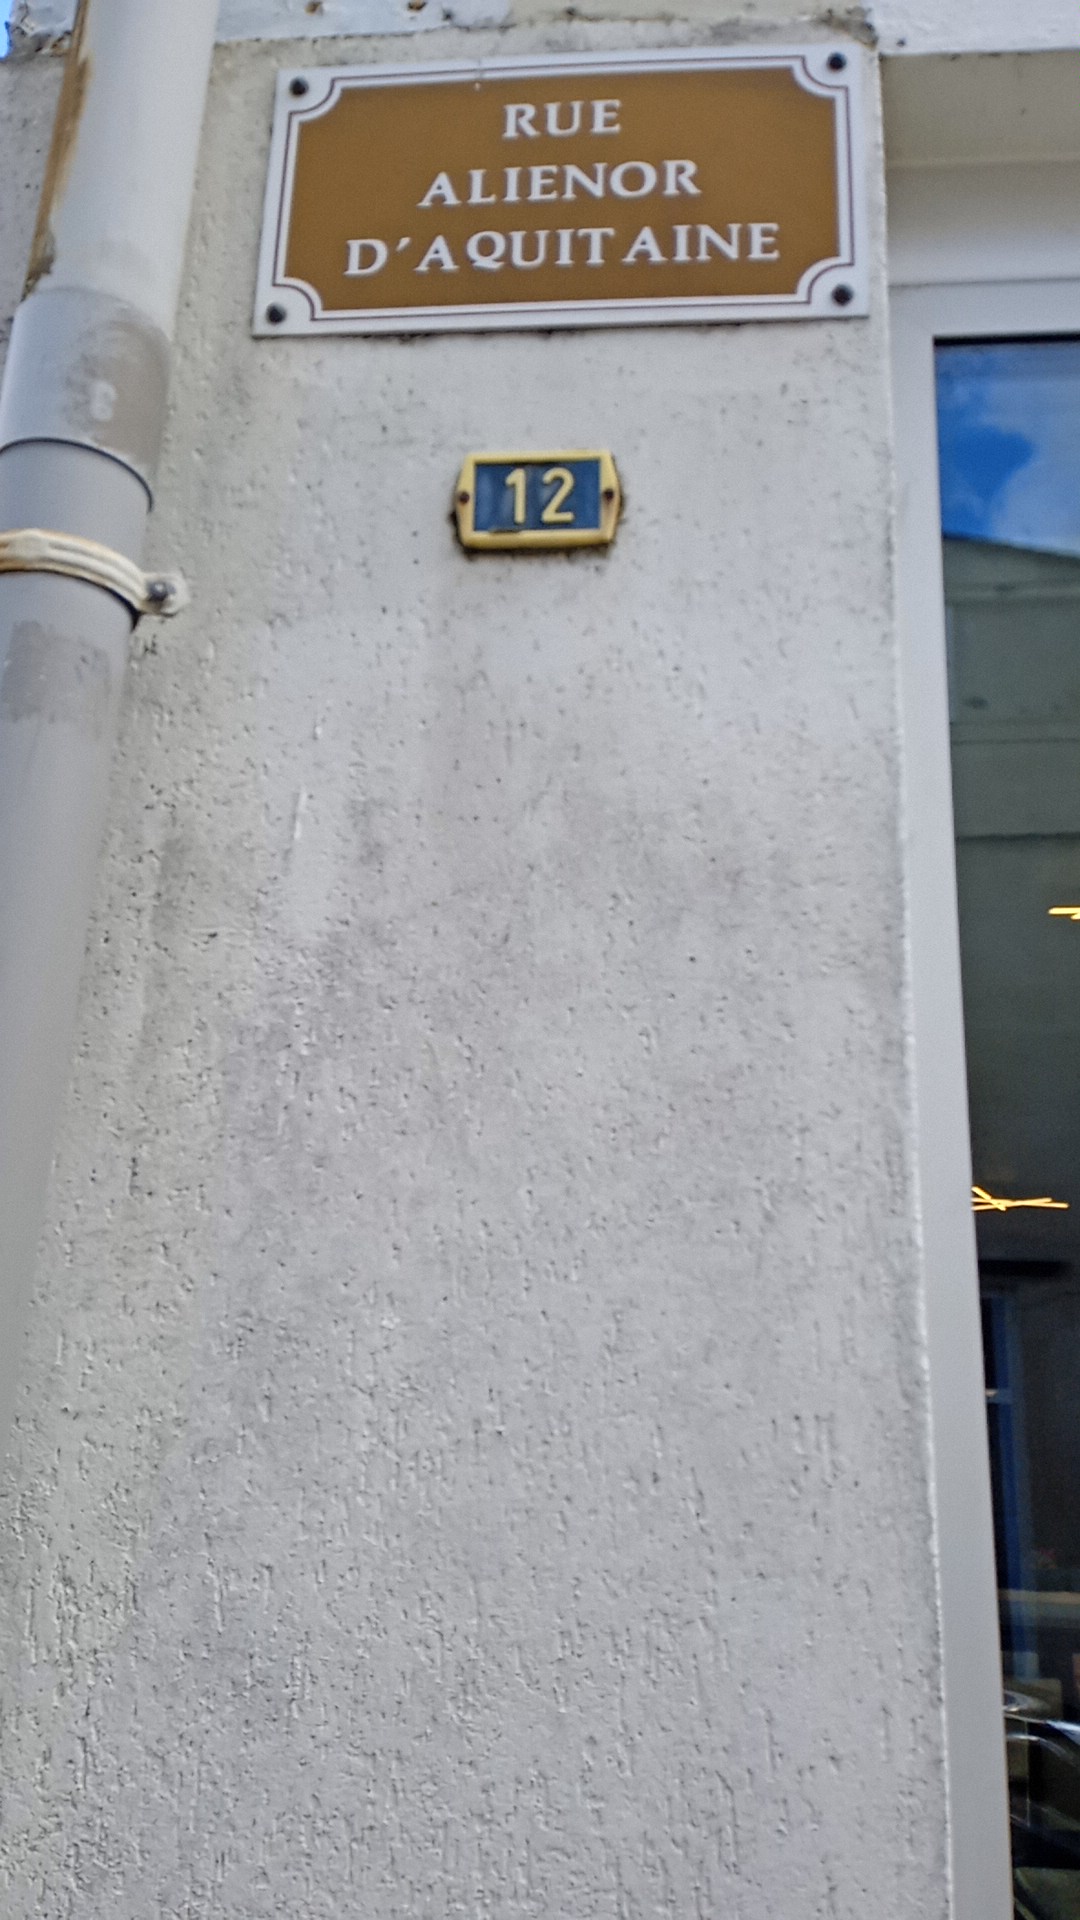 RUE
ALIENOR
D'AQUITAINE
12